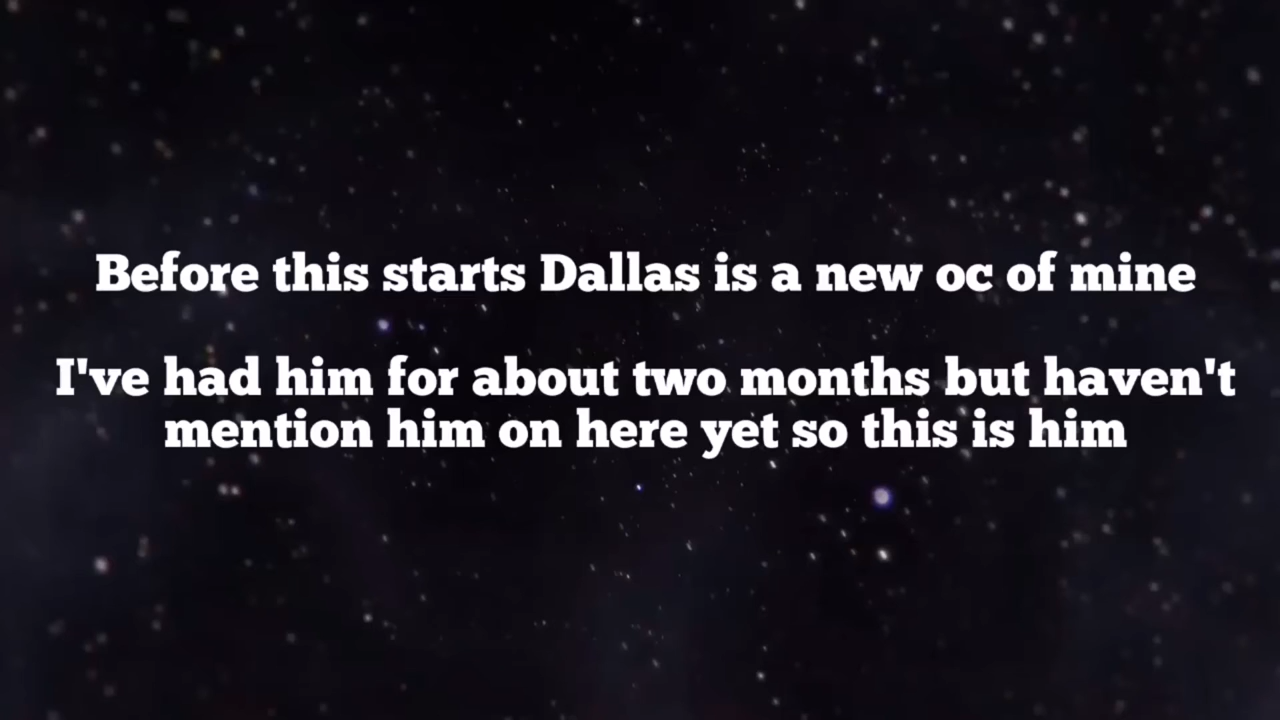 Before this starts Dallas is a new oc of mine
I've had him for about two months but haven't
mention him on here yet so this is him